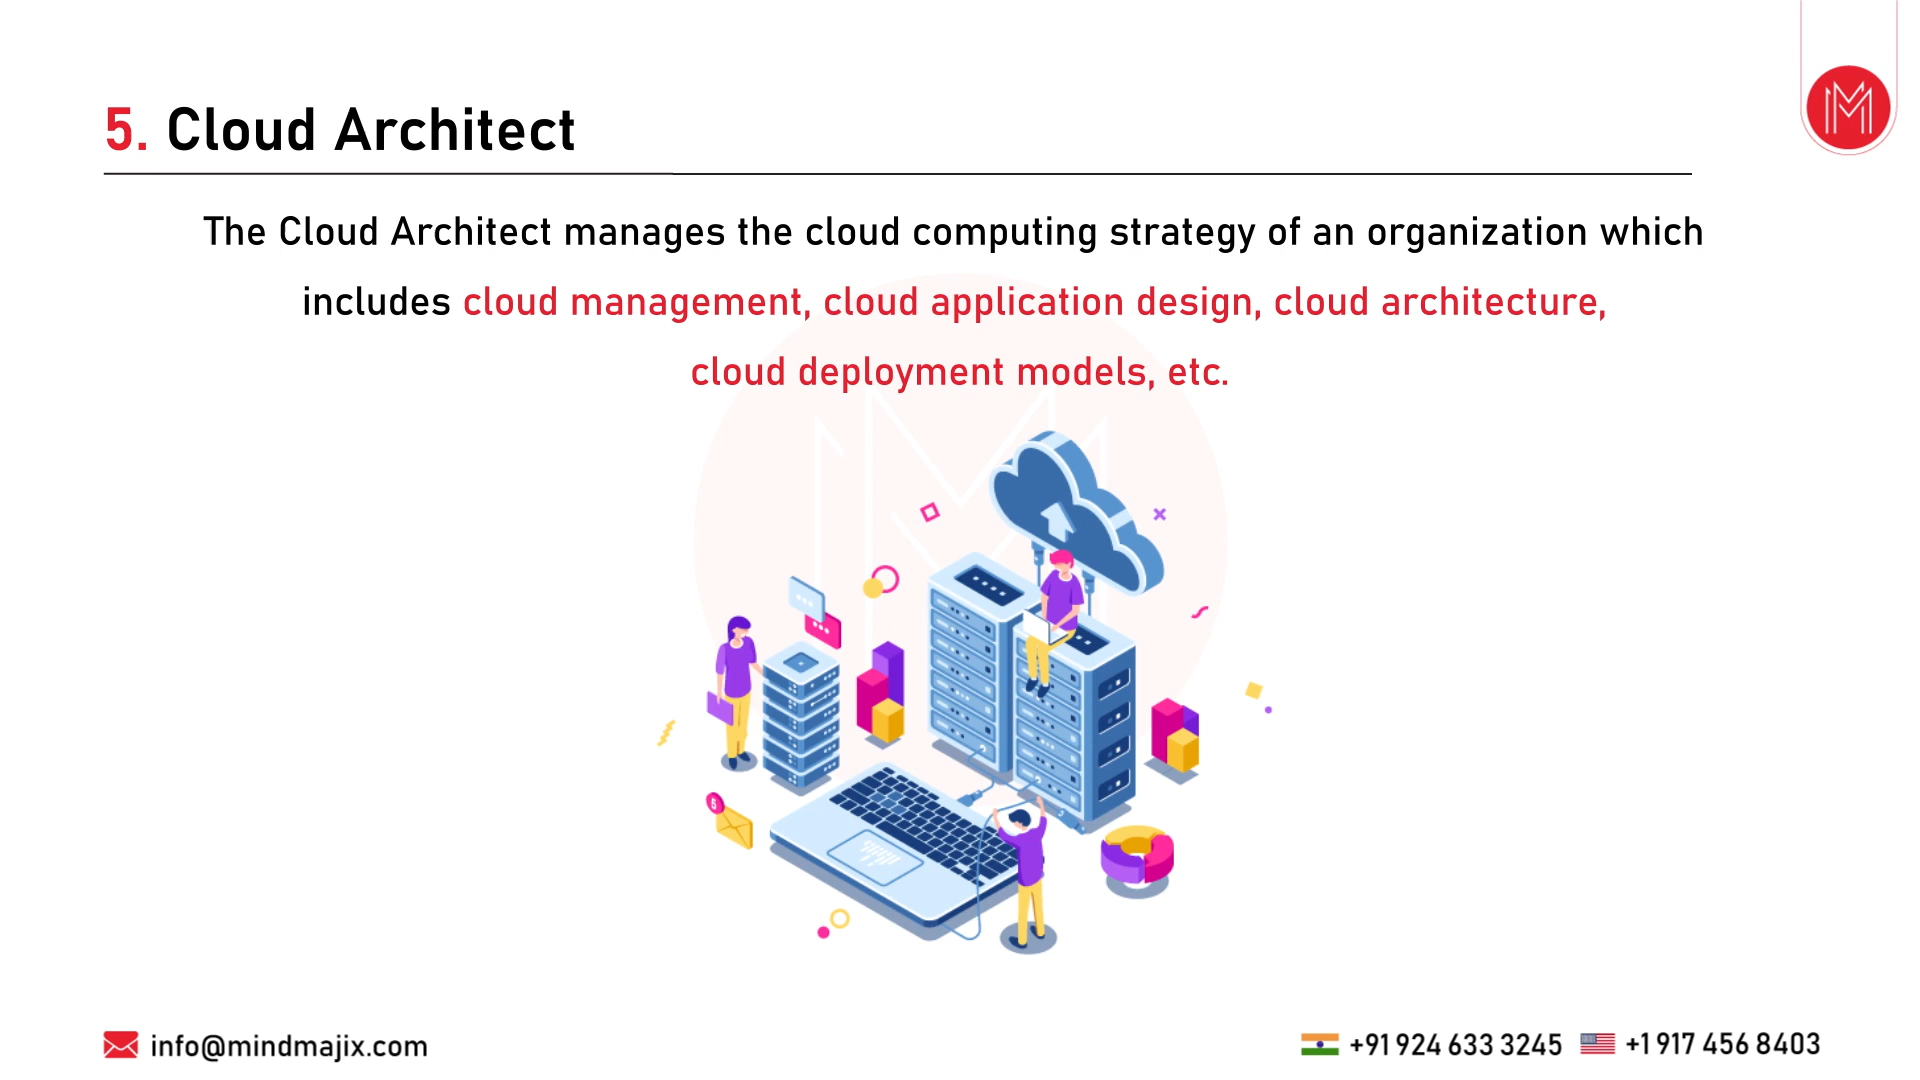 5. Cloud Architect
The Cloud Architect manages the cloud computing strategy of an organization which
includes cloud management, cloud application design, cloud architecture,
cloud deployment models, etc.
5
info@mindmajix.com
+91 924 633 3245
+1 917 456 8403